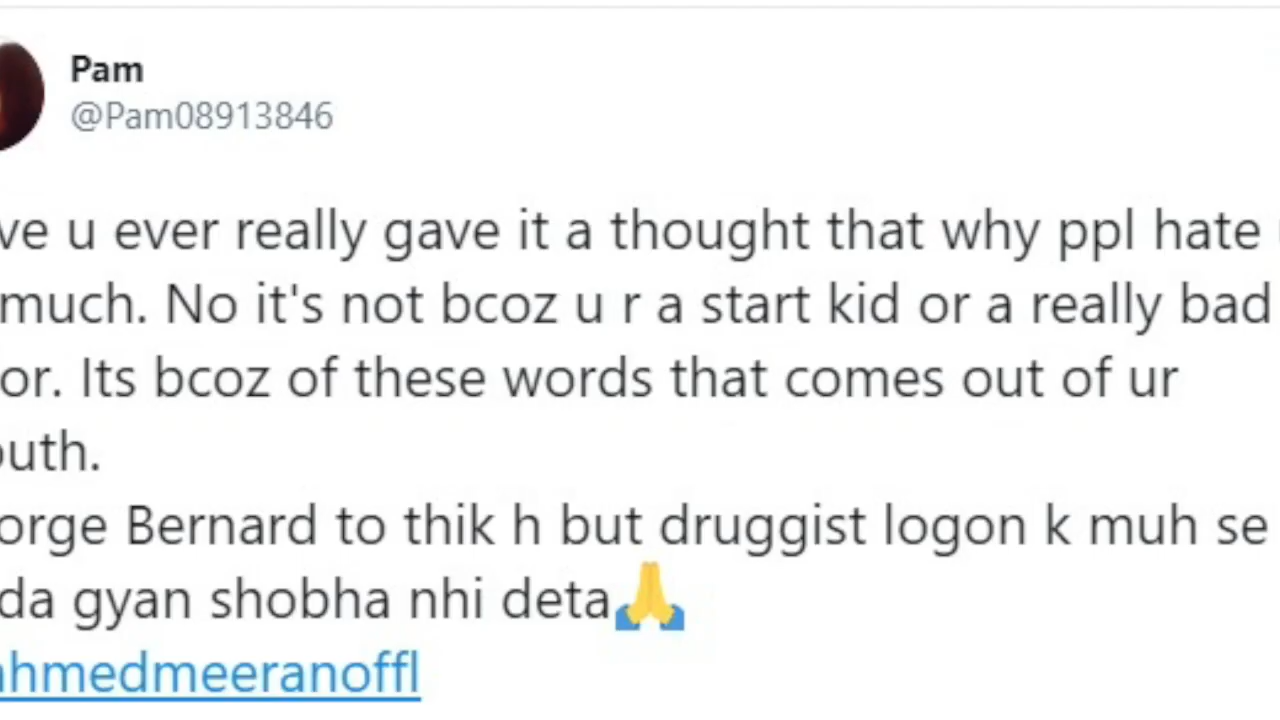 Pam
@Pam08913846
ve u ever really gave it a thought that why ppl hate
much. No it's not bcoz u r a start kid or a really bad
or. Its bcoz of these words that comes out of ur
outh.
orge Bernard to thik h but druggist logon k muh se
da gyan shobha nhi deta🙏
ahmedmeeranoffl